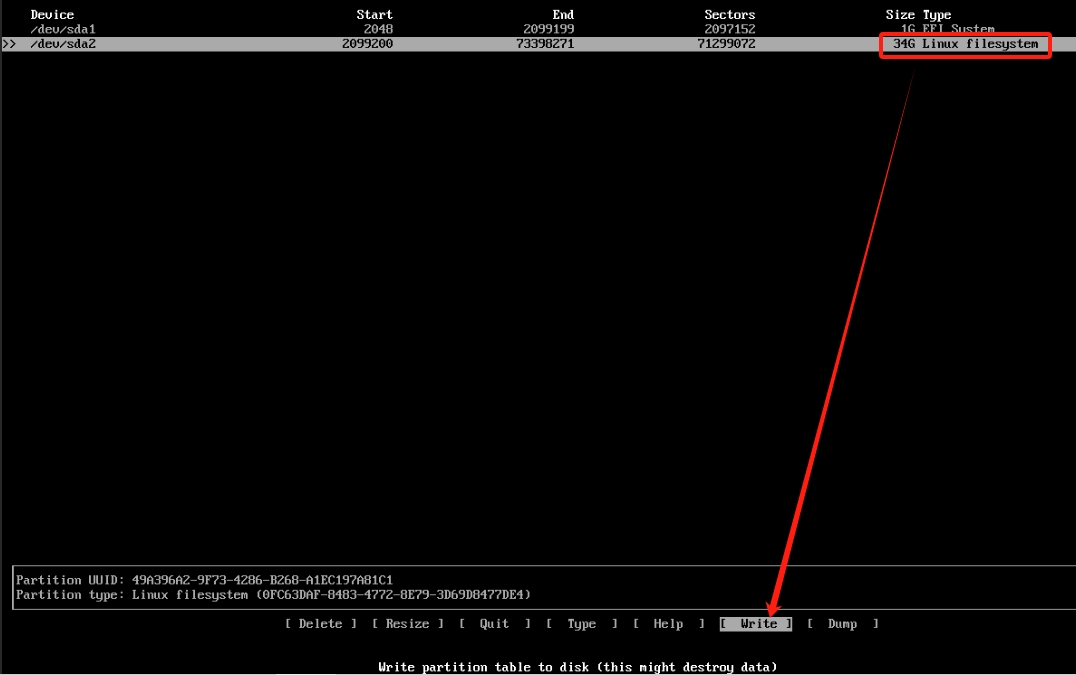 Device Start End Sectors Size Type
/dev/sda1 2048 2099199 2097152 1G EFI System
>> /dev/sda2 2099200 73398271 71299072 34G Linux filesystem
Partition UUID: 49A396A2-9F73-4286-B268-A1EC197A81C1
Partition type: Linux filesystem (0FC63DAF-8483-4772-8E79-3D69D8477DE4)
[ Delete ] [ Resize ] [ Quit ] [ Type ] [ Help ] [ Write ] [ Dump ]
Write partition table to disk (this might destroy data)